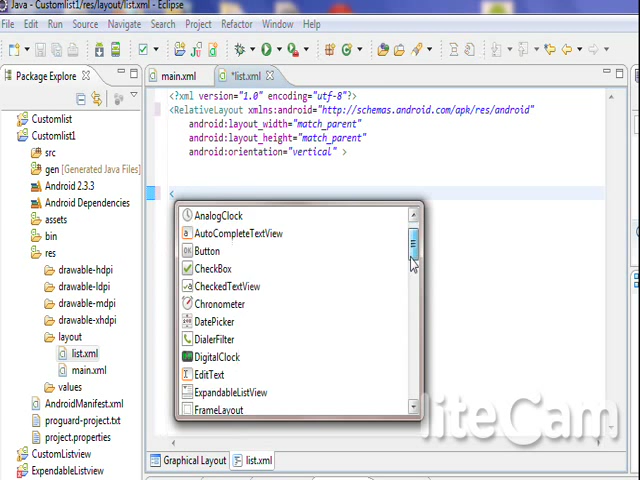 Java - Customlist1/res/layout/list.xml - Eclipse
File Edit Run Source Navigate Search Project Refactor Window Help
Package Explore
main.xml
*list.xml
Customlist
Customlist1
src
gen [Generated Java Files]
Android 2.3.3
Android Dependencies
assets
bin
res
drawable-hdpi
drawable-ldpi
drawable-mdpi
drawable-xhdpi
layout
list.xml
main.xml
values
AndroidManifest.xml
proguard-project.txt
project.properties
CustomListview
ExpendableListview
<?xml version="1.0" encoding="utf-8"?>
<RelativeLayout xmlns:android="http://schemas.android.com/apk/res/android"
android:layout_width="match_parent"
android:layout_height="match_parent"
android:orientation="vertical" >
<
AnalogClock
AutoCompleteTextView
Button
CheckBox
CheckedTextView
Chronometer
DatePicker
DialerFilter
DigitalClock
EditText
ExpandableListView
FrameLayout
liteCam
Graphical Layout
list.xml